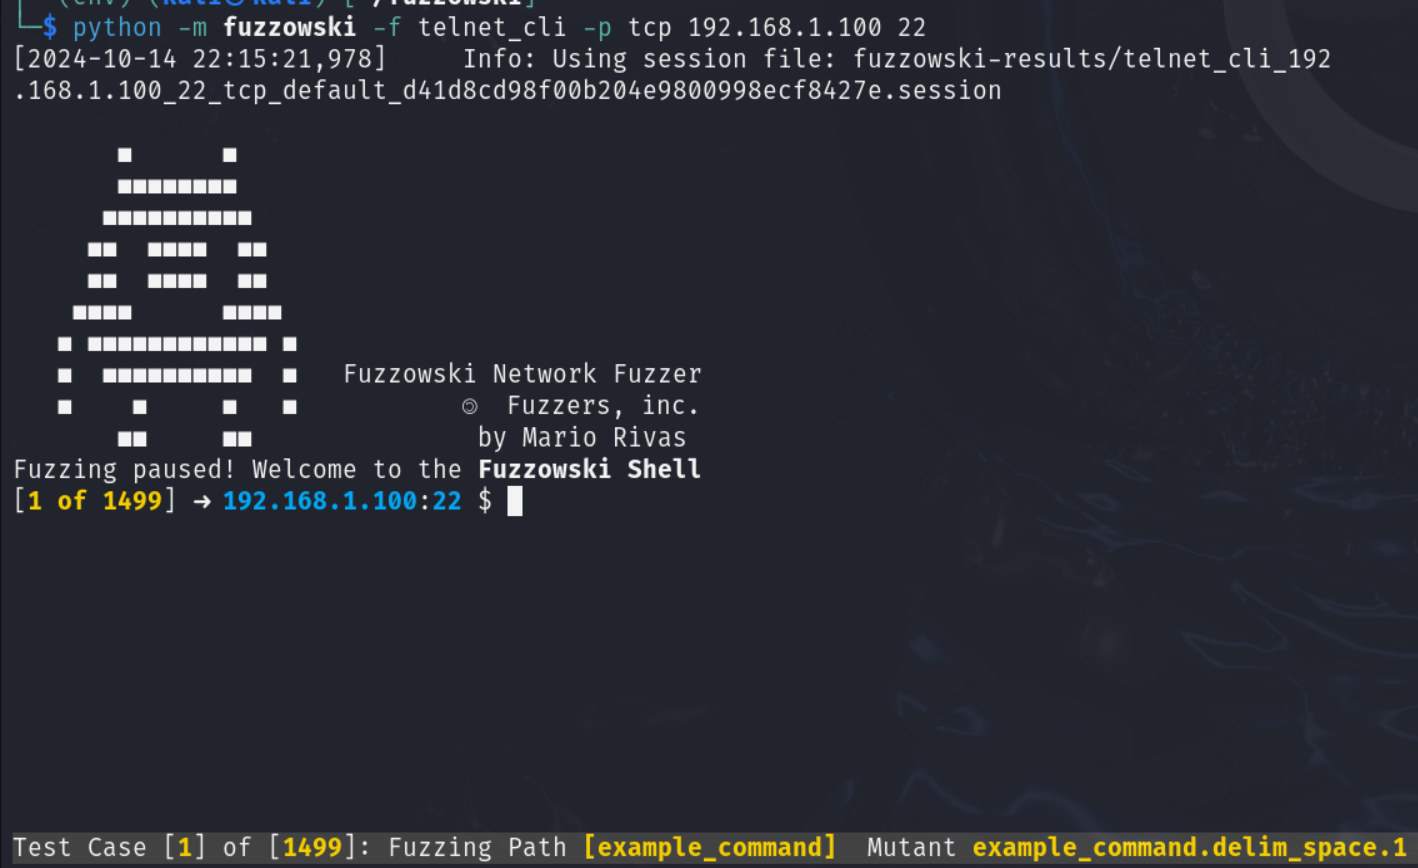 (env) (kali㉿kali) [~/fuzzowski]
└─$ python -m fuzzowski -f telnet_cli -p tcp 192.168.1.100 22
[2024-10-14 22:15:21,978]     Info: Using session file: fuzzowski-results/telnet_cli_192
.168.1.100_22_tcp_default_d41d8cd98f00b204e9800998ecf8427e.session
Fuzzowski Network Fuzzer
🄯 Fuzzers, inc.
by Mario Rivas
Fuzzing paused! Welcome to the Fuzzowski Shell
[1 of 1499] ➜ 192.168.1.100:22 $
Test Case [1] of [1499]: Fuzzing Path [example_command]  Mutant example_command.delim_space.1